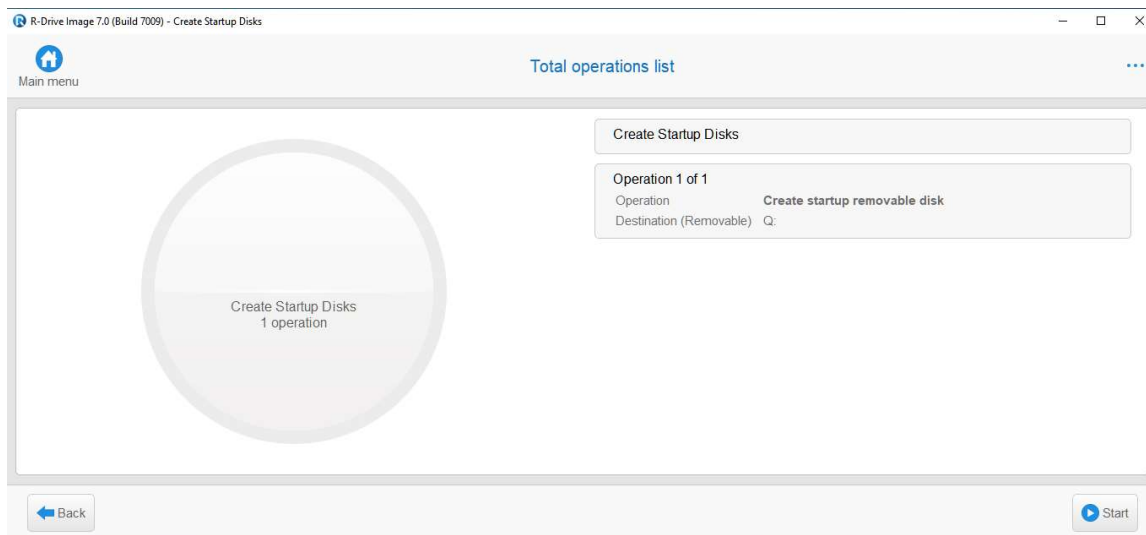 R-Drive Image 7.0 (Build 7009) - Create Startup Disks
Main menu
Total operations list
Create Startup Disks
1 operation
Create Startup Disks
Operation 1 of 1
Operation Create startup removable disk
Destination (Removable) Q:
Back
Start